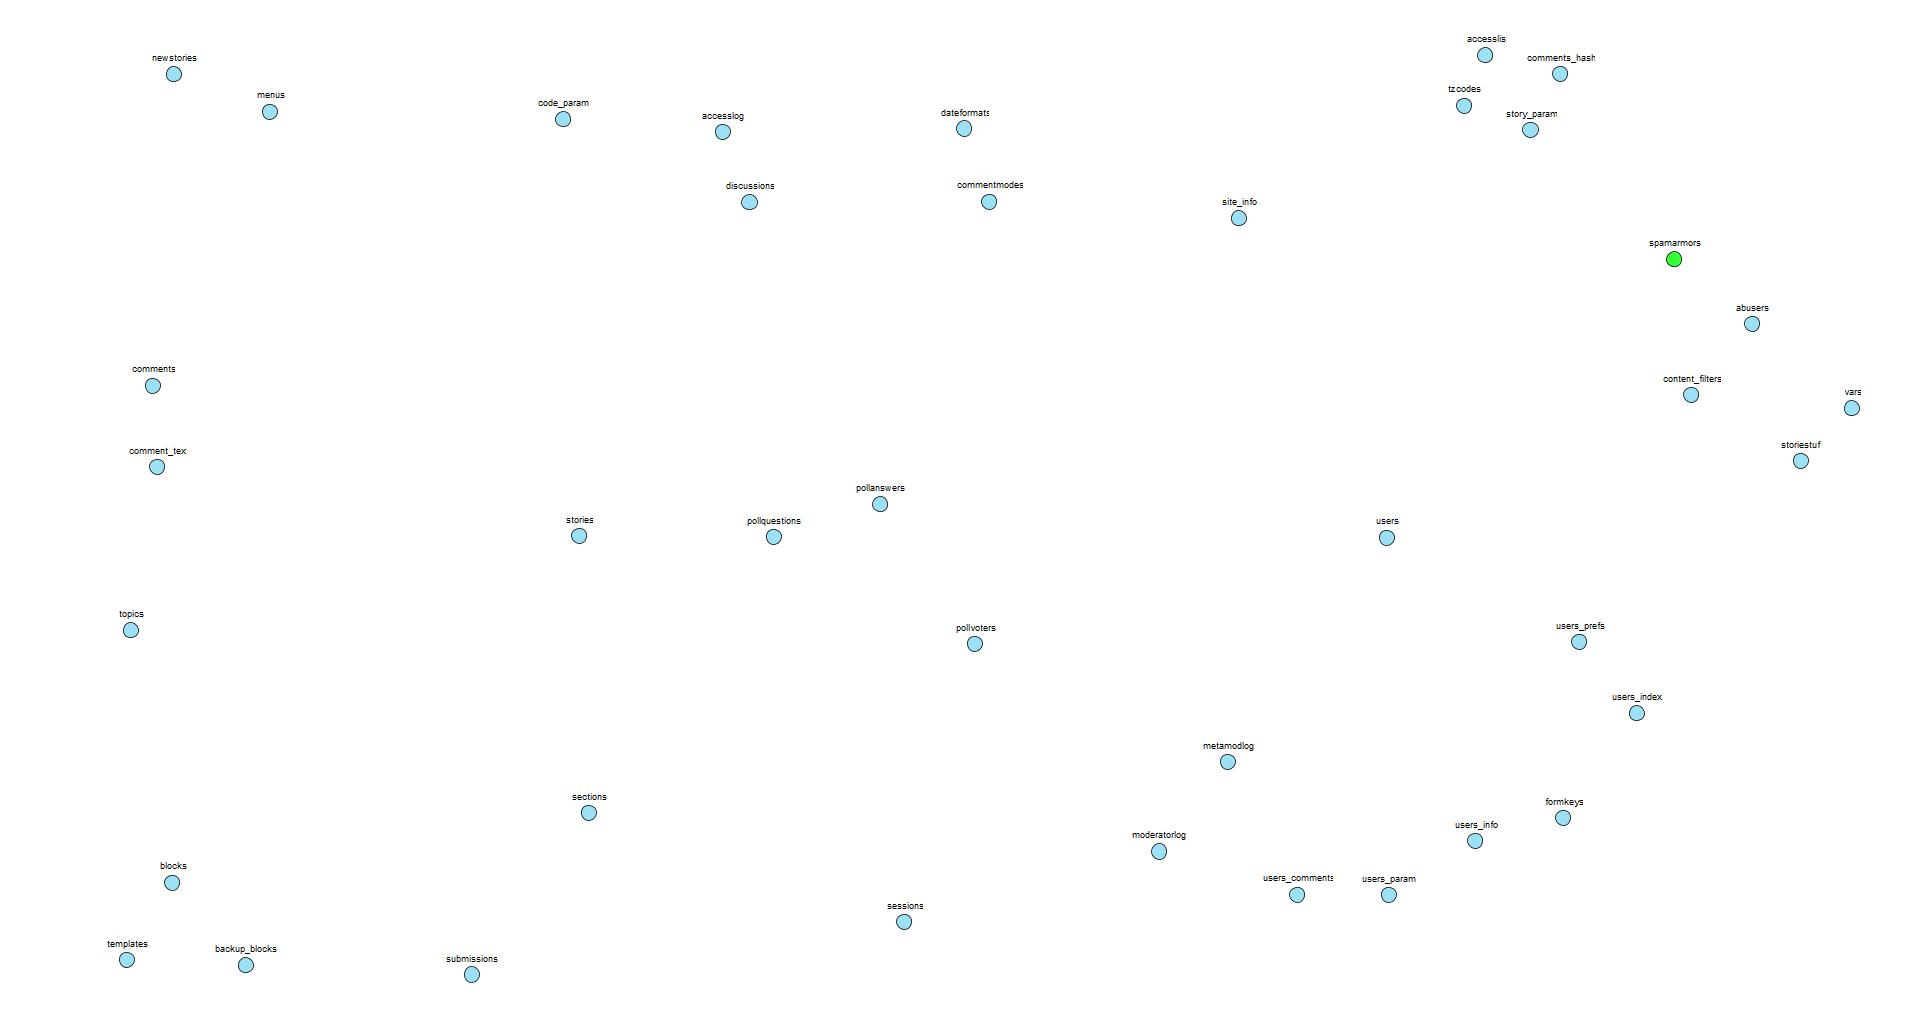 accesslis
newstories
comments_hash
tzcodes
menus
code_param
dateformats
story_param
accesslog
commentmodes
discussions
site_info
spamarmors
abusers
comments
content_filters
vars
storiestuf
comment_tex
pollanswers
stories
pollquestions
users
topics
users_prefs
pollvoters
users_index
metamodlog
sections
formkeys
users_info
moderatorlog
blocks
users_comments
users_param
sessions
templates
backup_blocks
submissions